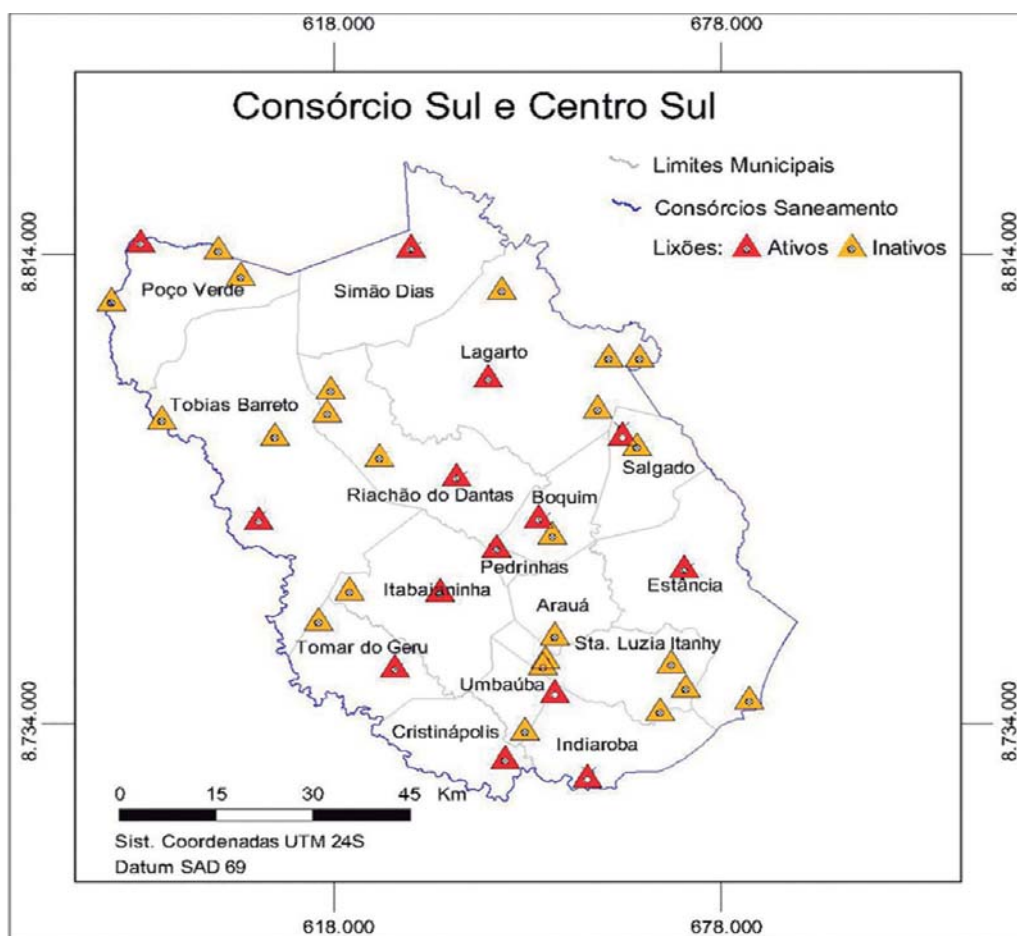 618.000 678.000
Consórcio Sul e Centro Sul
Limites Municipais
Consórcios Saneamento
Lixões: Ativos Inativos
8.814.000 8.814.000
Poço Verde
Simão Dias
Lagarto
Tobias Barreto
Salgado
Riachão do Dantas
Boquim
Pedrinhas
Estância
Itabaianinha
Arauá
Tomar do Geru
Sta. Luzia Itanhy
Umbaúba
Cristinápolis
Indiaroba
8.734.000 8.734.000
0 15 30 45 Km
Sist. Coordenadas UTM 24S
Datum SAD 69
618.000 678.000